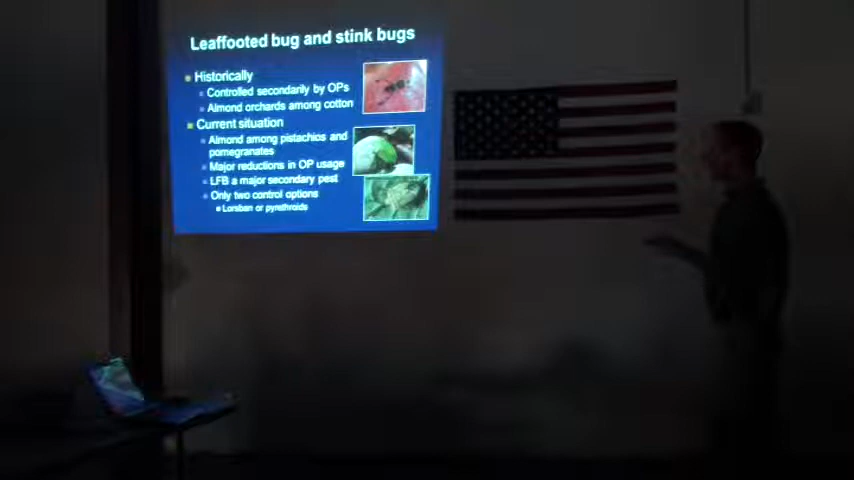 Leaffooted bug and stink bugs
Historically
Controlled secondarily by OPs
Almond orchards among cotton
Current situation
Almond among pistachios and
pomegranates
Major reductions in OP usage
LFB a major secondary pest
Only two control options
Lorsban or pyrethroids